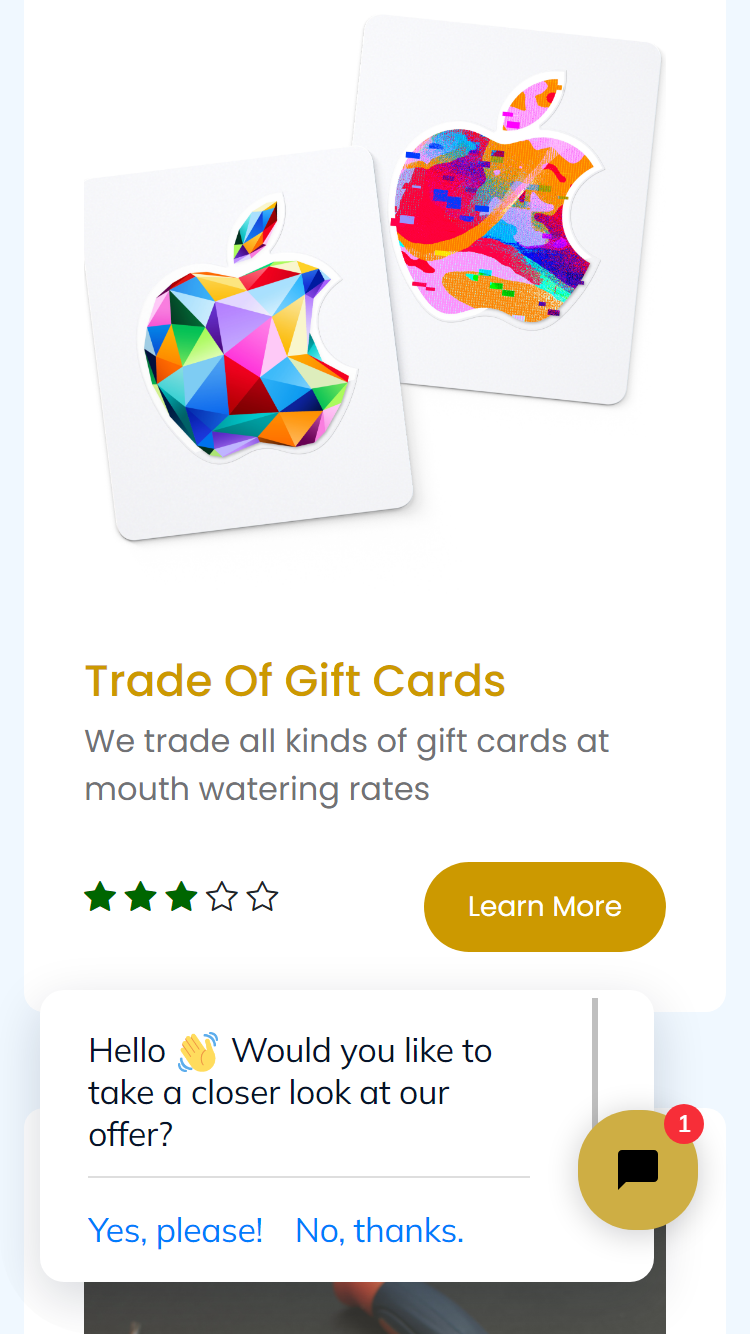 Trade Of Gift Cards
We trade all kinds of gift cards at
mouth watering rates
Learn More
Hello 👋 Would you like to
take a closer look at our
offer?
1
Yes, please! No, thanks.